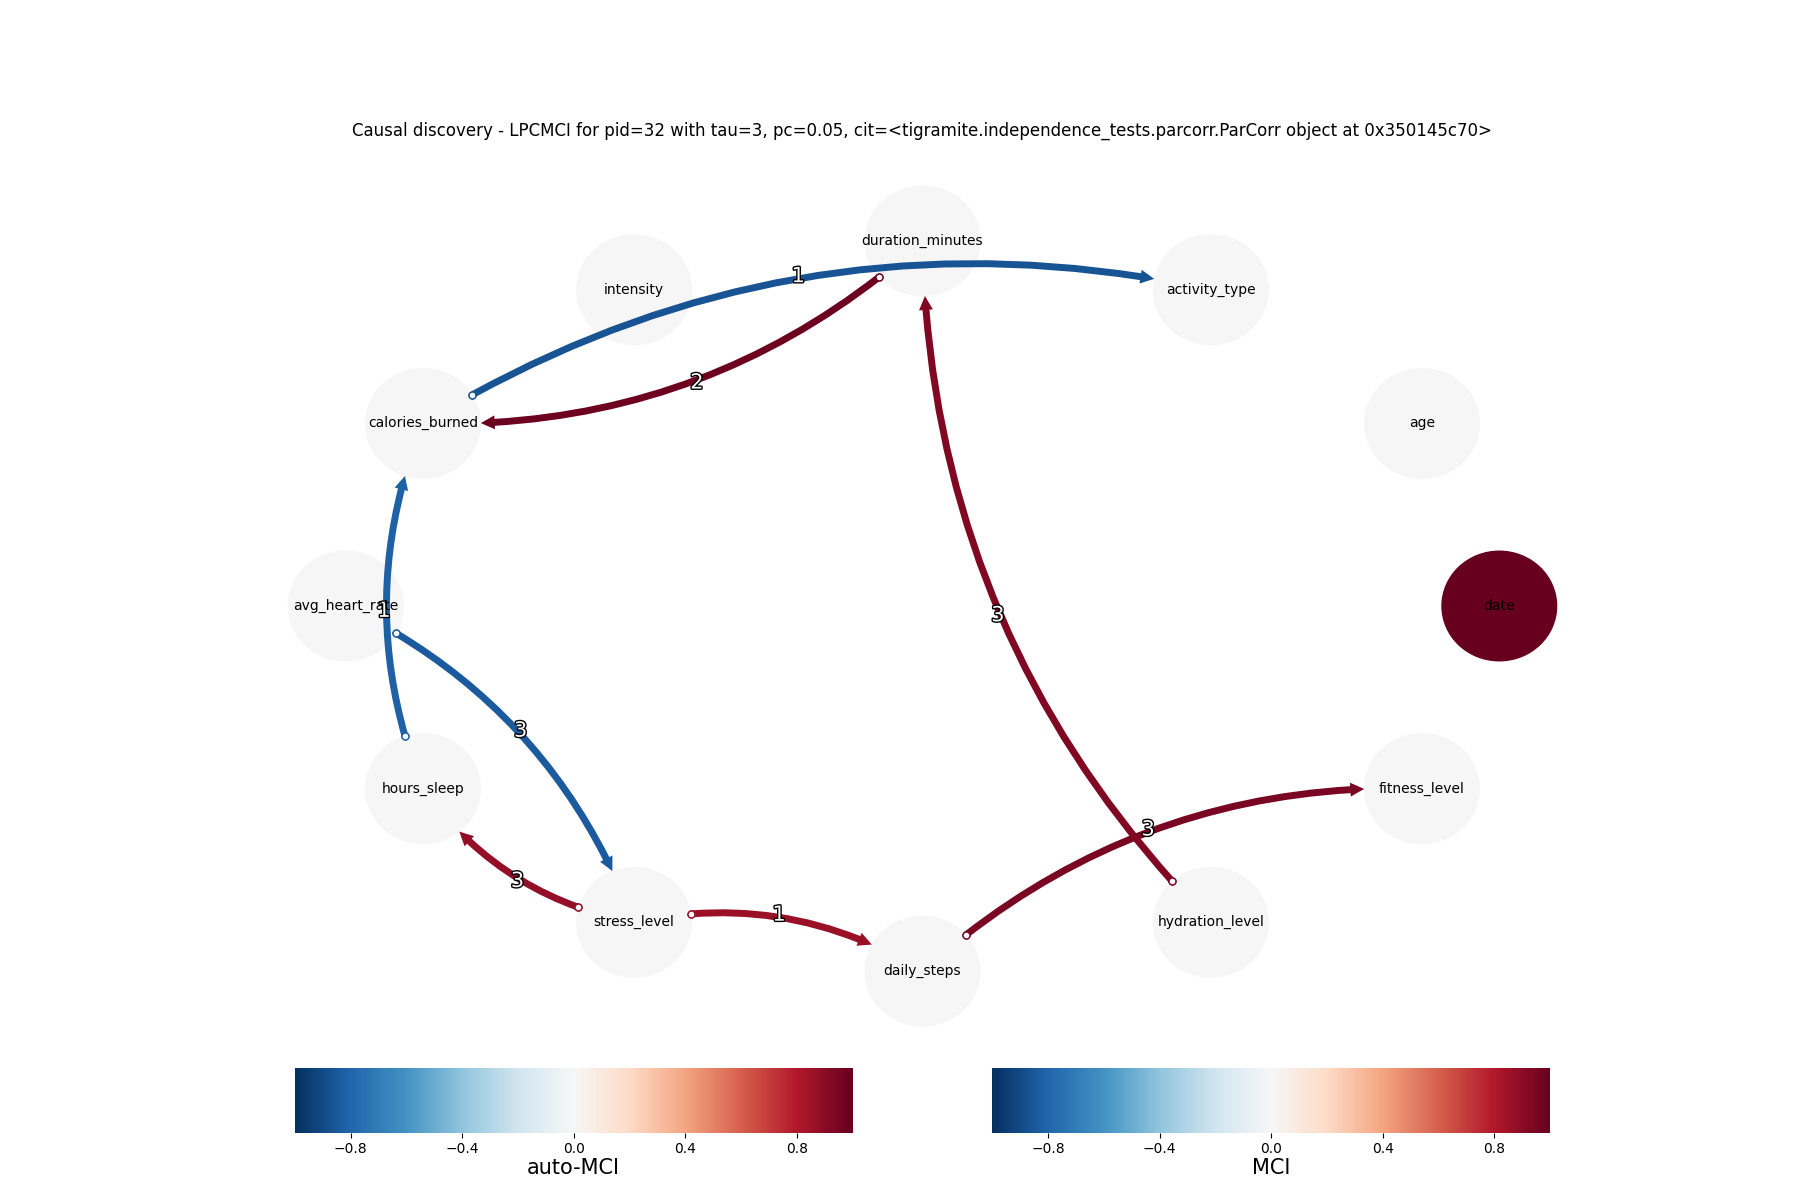 Causal discovery - LPCMCI for pid=32 with tau=3, pc=0.05, cit=<tigramite.independence_tests.parcorr.ParCorr object at 0x350145c70>
duration_minutes
intensity
1
activity_type
2
calories_burned
age
avg_heart_rate
1
3
date
3
hours_sleep
fitness_level
3
3
stress_level
1
hydration_level
daily_steps
−0.8
−0.4
0.0
0.4
0.8
auto-MCI
−0.8
−0.4
0.0
0.4
0.8
MCI